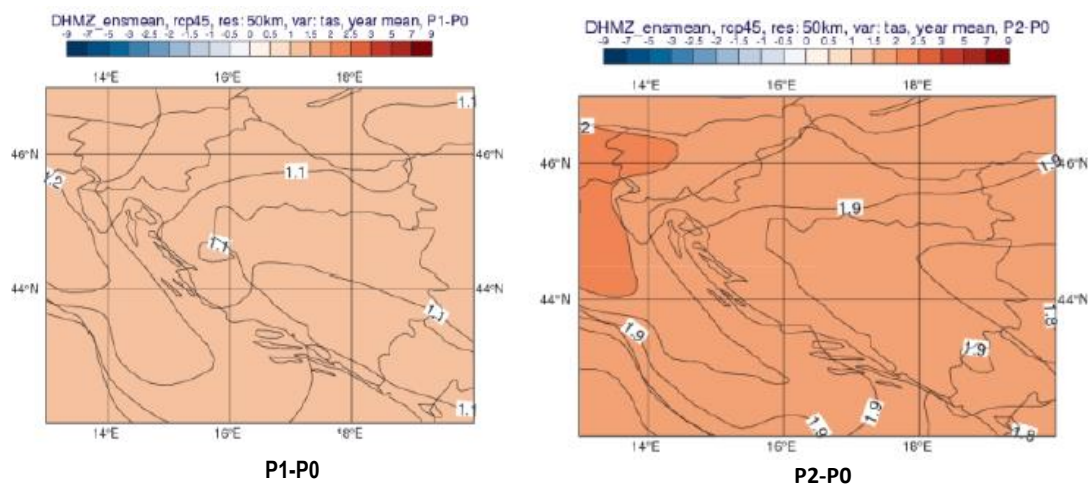 DHMZ_ensmean, rcp45, res: 50km, var: tas, year mean, P1-P0
-9 -7 -5 -3 -2.5 -2 -1.5 -1 -0.5 0 0.5 1 1.5 2 2.5 3 5 7 9
14°E 16°E 18°E
1.1
46°N
1.1
1.2
1.1
44°N
1.1
1.1
14°E 16°E 18°E
P1-P0
DHMZ_ensmean, rcp45, res: 50km, var: tas, year mean, P2-P0
-9 -7 -5 -3 -2.5 -2 -1.5 -1 -0.5 0 0.5 1 1.5 2 2.5 3 5 7 9
14°E 16°E 18°E
2
46°N 1.9 46°N
1.9
44°N 44°N
1.8
1.9
1.9
1.9
1.9
1.8
14°E 16°E 18°E
P2-P0